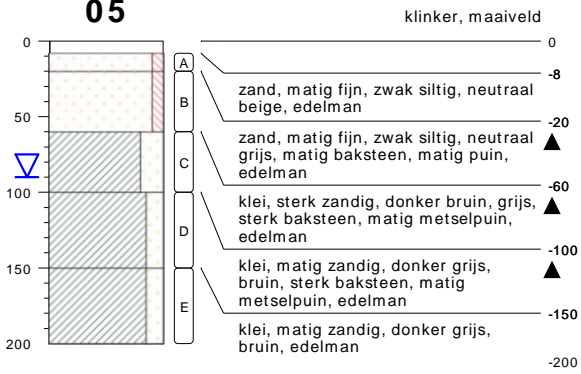 05
klinker, maaiveld
0
0
A
-8
zand, matig fijn, zwak siltig, neutraal
beige, edelman
B
-20
50
zand, matig fijn, zwak siltig, neutraal
grijs, matig baksteen, matig puin,
edelman
C
-60
100
klei, sterk zandig, donker bruin, grijs,
sterk baksteen, matig metselpuin,
edelman
D
-100
150
klei, matig zandig, donker grijs,
bruin, sterk baksteen, matig
metselpuin, edelman
E
-150
klei, matig zandig, donker grijs,
bruin, edelman
200
-200